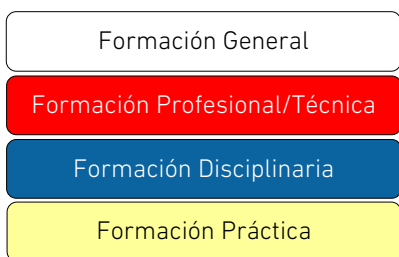 Formación General
Formación Profesional/Técnica
Formación Disciplinaria
Formación Práctica